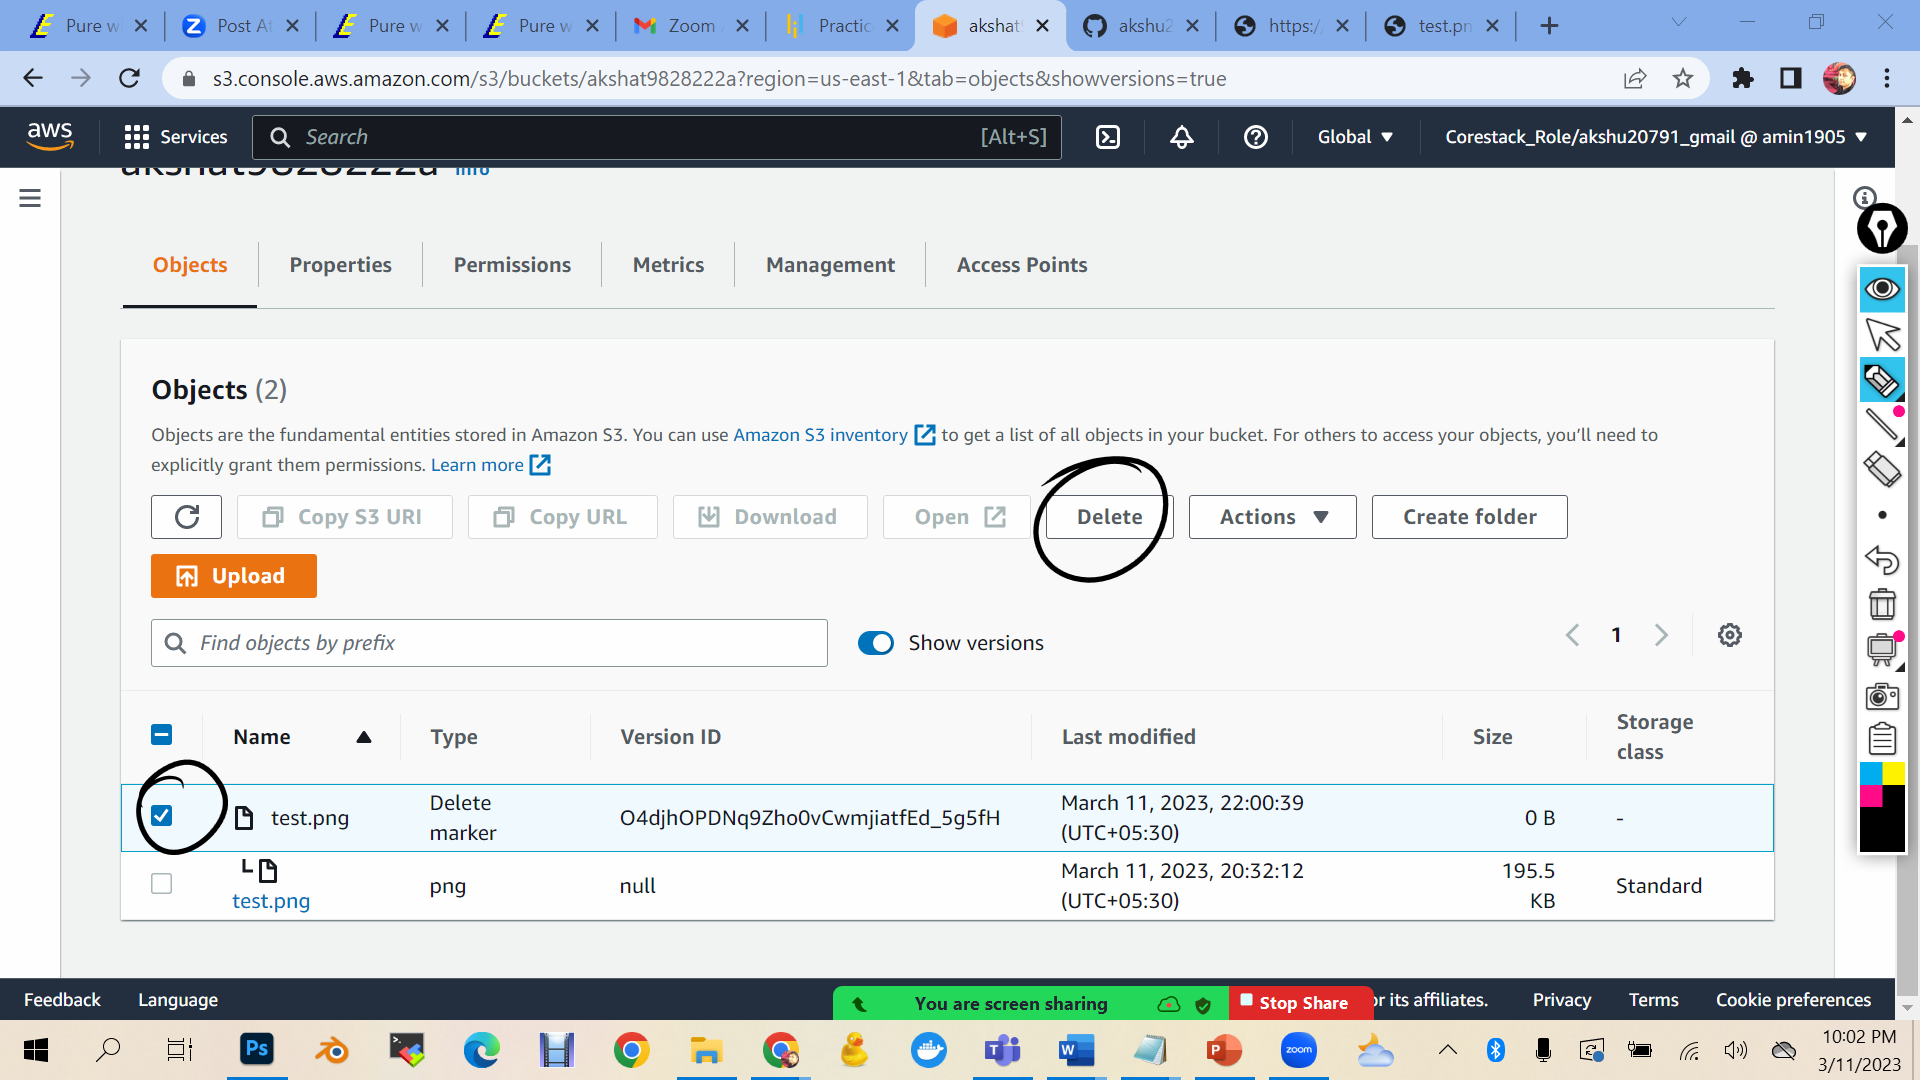 Pure w
Post At
Pure w
Pure w
Zoom
Practic
akshat
akshu2
https:/
test.pn
s3.console.aws.amazon.com/s3/buckets/akshat9828222a?region=us-east-1&tab=objects&showversions=true
aws
Services
Search
[Alt+S]
Global
Corestack_Role/akshu20791_gmail @ amin1905
akshat9828222a
Info
Objects
Properties
Permissions
Metrics
Management
Access Points
Objects (2)
Objects are the fundamental entities stored in Amazon S3. You can use Amazon S3 inventory to get a list of all objects in your bucket. For others to access your objects, you'll need to
explicitly grant them permissions. Learn more
Copy S3 URI
Copy URL
Download
Open
Delete
Actions
Create folder
Upload
Find objects by prefix
Show versions
1
Name
Type
Version ID
Last modified
Size
Storage
class
test.png
Delete
marker
O4djhOPDNq9Zho0vCwmjiatfEd_5g5fH
March 11, 2023, 22:00:39
(UTC+05:30)
0 B
-
test.png
png
null
March 11, 2023, 20:32:12
(UTC+05:30)
195.5
KB
Standard
Feedback
Language
You are screen sharing
Stop Share
or its affiliates.
Privacy
Terms
Cookie preferences
Ps
W
P
zoom
10:02 PM
3/11/2023